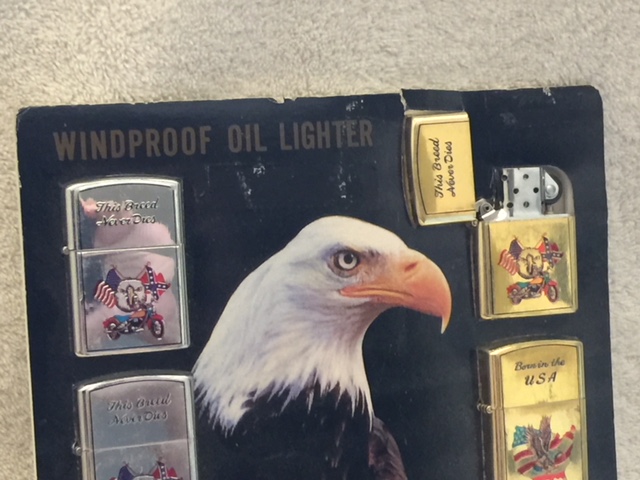 WINDPROOF OIL LIGHTER
This Breed
Never Dies
This Breed
Never Dies
This Breed
Never Dies
Born in the
USA